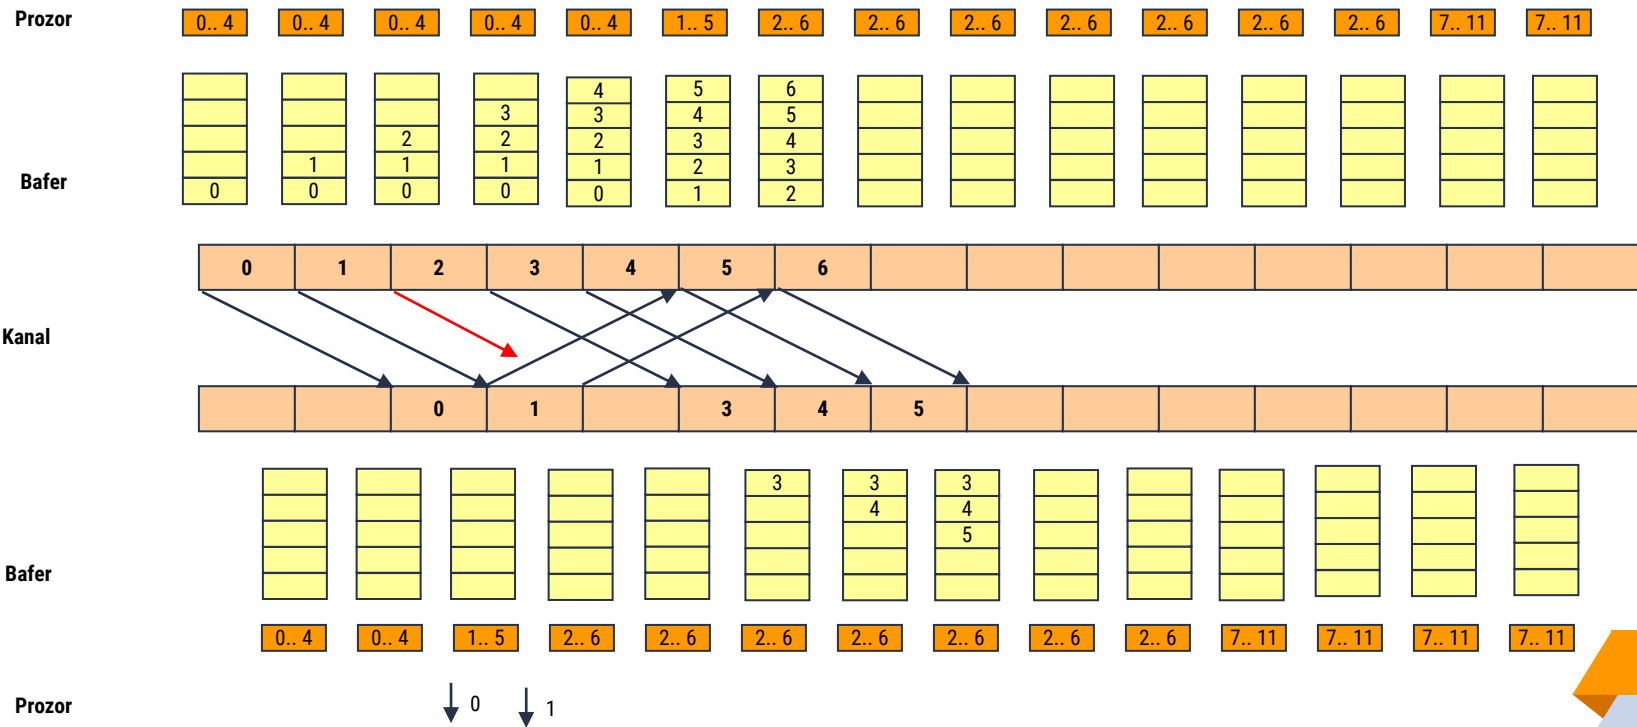 Prozor 0.. 4 0.. 4 0.. 4 0.. 4 0.. 4 1.. 5 2.. 6 2.. 6 2.. 6 2.. 6 2.. 6 2.. 6 2.. 6 7.. 11 7.. 11
4 5 6
3 3 4 5
2 2 2 3 4
1 1 1 1 2 3
Bafer
0 0 0 0 0 1 2
0 1 2 3 4 5 6
Kanal
0 1 3 4 5
3 3 3
4 4
5
Bafer
0.. 4 0.. 4 1.. 5 2.. 6 2.. 6 2.. 6 2.. 6 2.. 6 2.. 6 2.. 6 7.. 11 7.. 11 7.. 11 7.. 11
Prozor 0 1